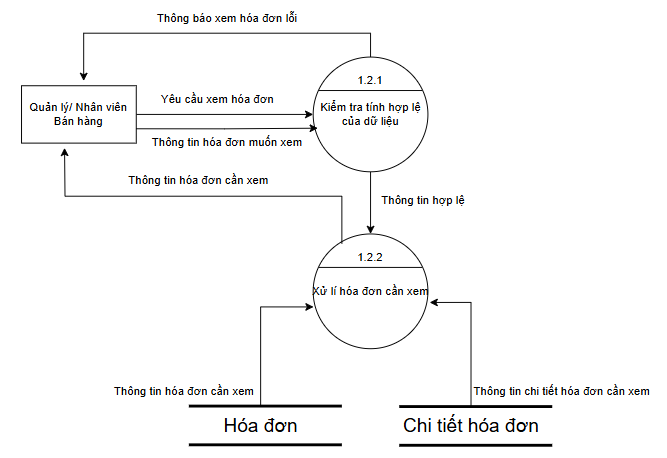 Thông báo xem hóa đơn lỗi
1.2.1
Kiểm tra tính hợp lệ
của dữ liệu
Quản lý/ Nhân viên
Bán hàng
Yêu cầu xem hóa đơn
Thông tin hóa đơn muốn xem
Thông tin hóa đơn cần xem
Thông tin hợp lệ
1.2.2
Xử lí hóa đơn cần xem
Thông tin hóa đơn cần xem
Thông tin chi tiết hóa đơn cần xem
Hóa đơn
Chi tiết hóa đơn